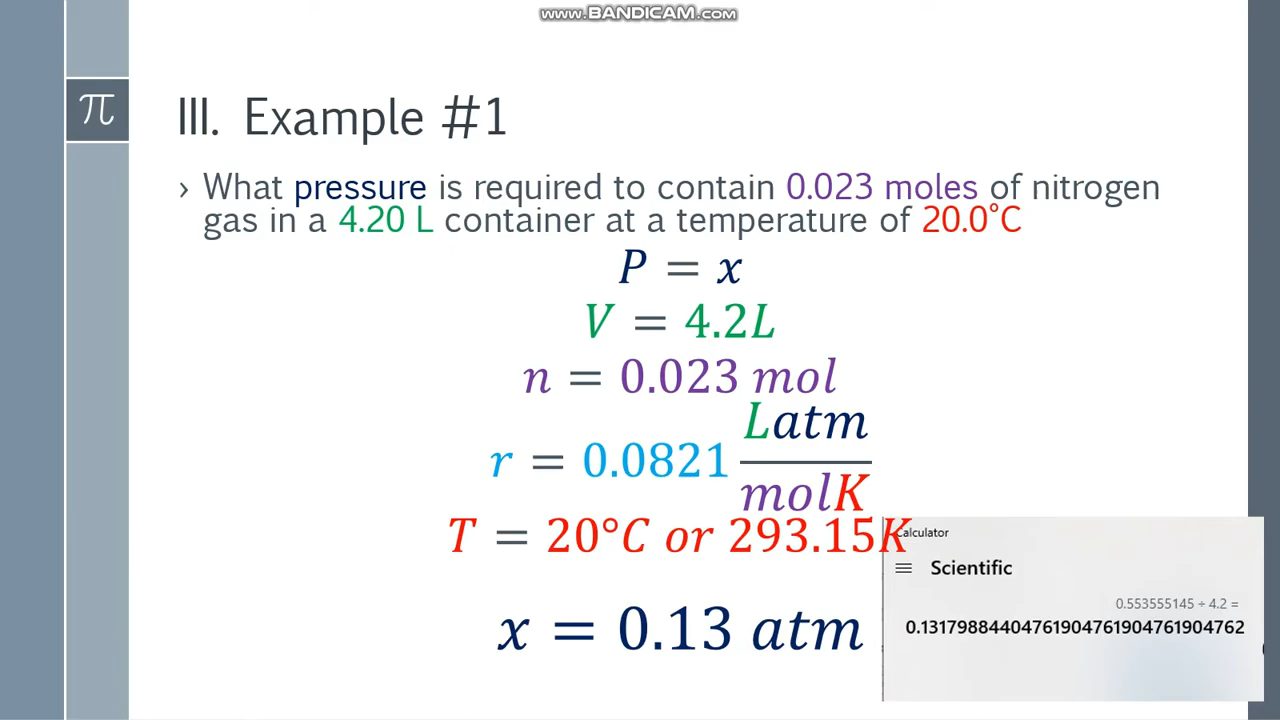 www.BANDICAM.com
π
III. Example #1
› What pressure is required to contain 0.023 moles of nitrogen
gas in a 4.20 L container at a temperature of 20.0°C
P = x
V = 4.2L
n = 0.023 mol
r = 0.0821 Latm/molK
T = 20°C or 293.15K
Calculator
Scientific
0.553555145 ÷ 4.2 =
0.13179884404761904761904761904762
x = 0.13 atm